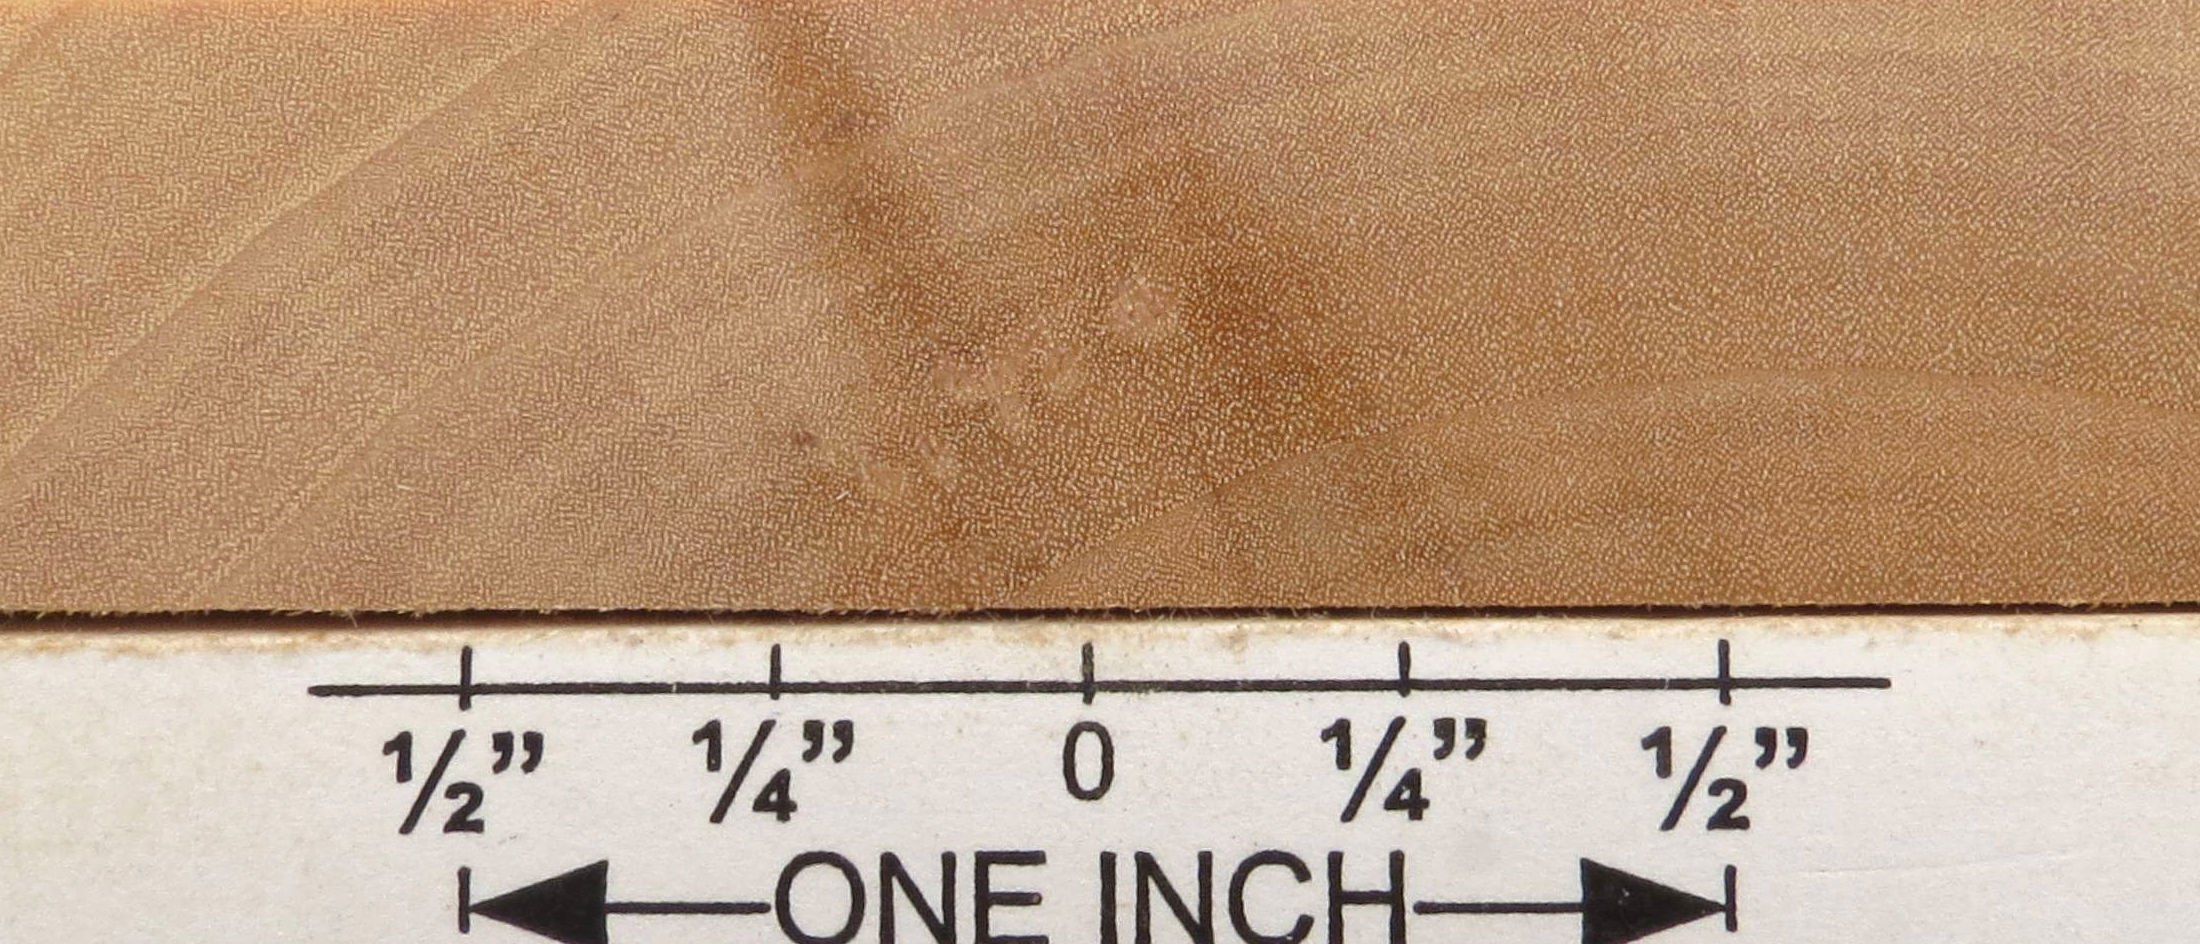 ½” ¼” 0 ¼” ½”
ONE INCH